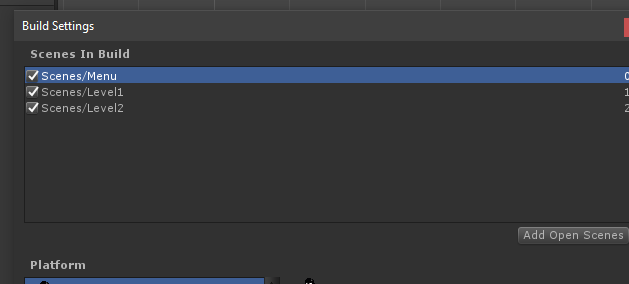 Build Settings
Scenes In Build
Scenes/Menu 0
Scenes/Level1 1
Scenes/Level2 2
Add Open Scenes
Platform